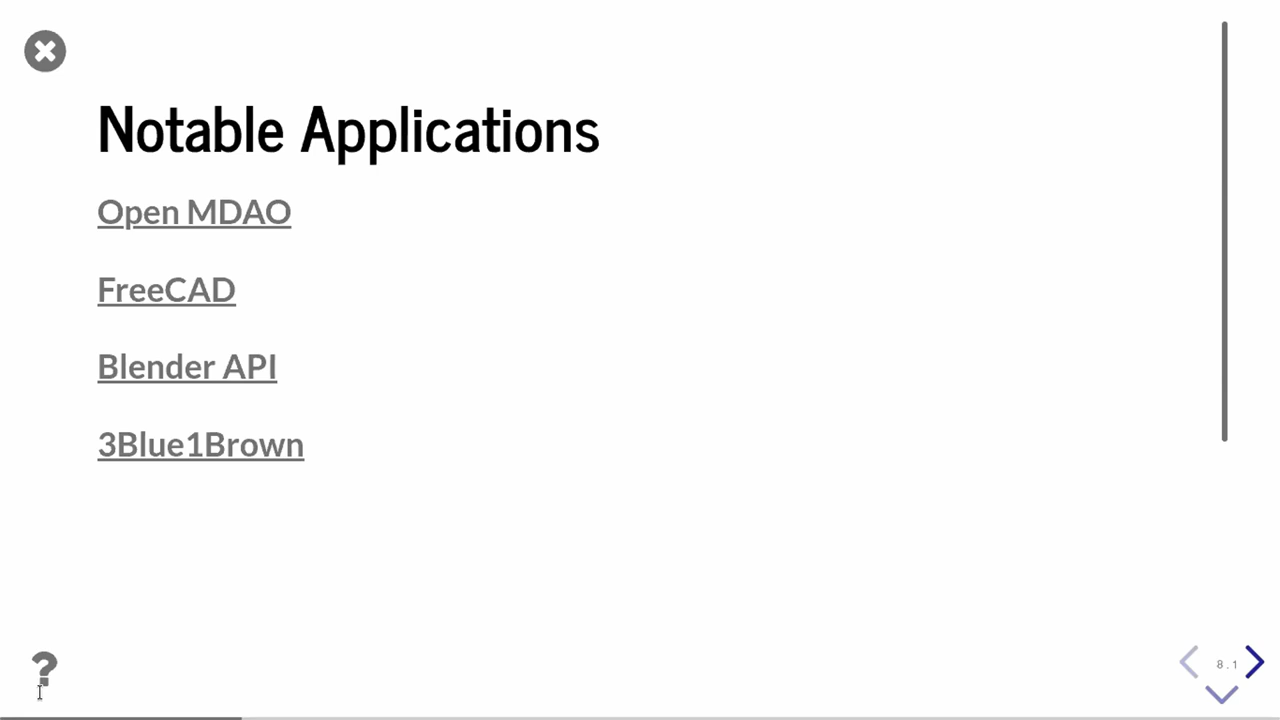 Notable Applications
Open MDAO
FreeCAD
Blender API
3Blue1Brown
?
8.1